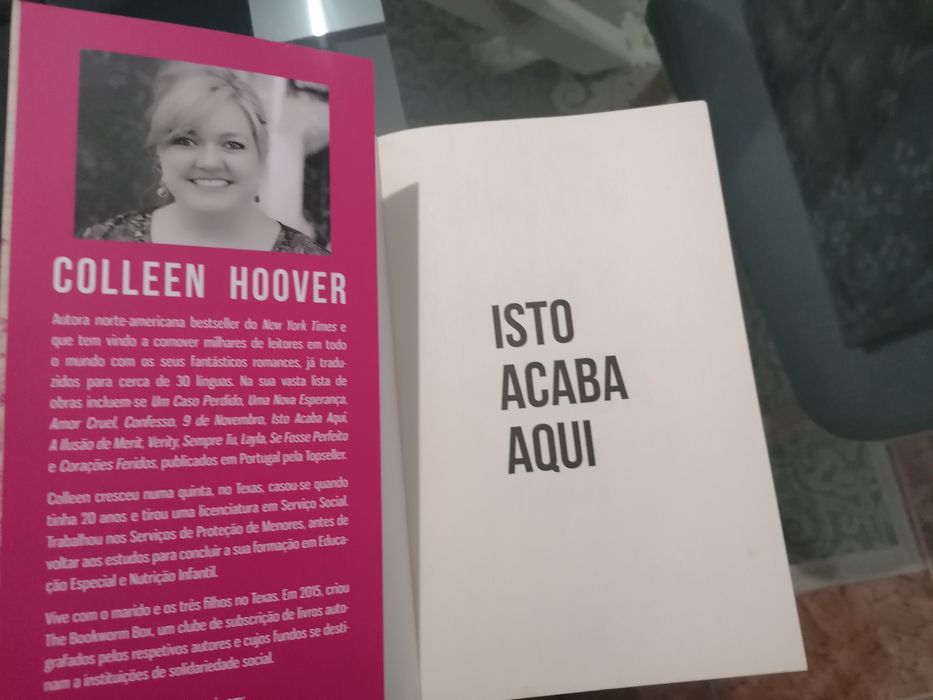 COLLEEN HOOVER
Autora norte-americana bestseller do New York Times e
que tem vindo a comover milhares de leitores em todo
o mundo com os seus fantásticos romances, já tradu-
zidos para cerca de 30 línguas. Na sua vasta lista de
obras incluem-se Um Caso Perdido, Uma Nova Esperança,
Amor Cruel, Confesso, 9 de Novembro, Isto Acaba Aqui,
A Ilusão de Merit, Verity, Sempre Tu, Layla, Se Fosse Perfeito
e Corações Feridos, publicados em Portugal pela Topseller.
Colleen cresceu numa quinta, no Texas, casou-se quando
tinha 20 anos e tirou uma licenciatura em Serviço Social.
Trabalhou nos Serviços de Proteção de Menores, antes de
voltar aos estudos para concluir a sua formação em Educa-
ção Especial e Nutrição Infantil.
Vive com o marido e os três filhos no Texas. Em 2015, criou
The Bookworm Box, um clube de subscrição de livros auto-
grafados pelos respetivos autores e cujos fundos se desti-
nam a instituições de solidariedade social.
ISTO
ACABA
AQUI